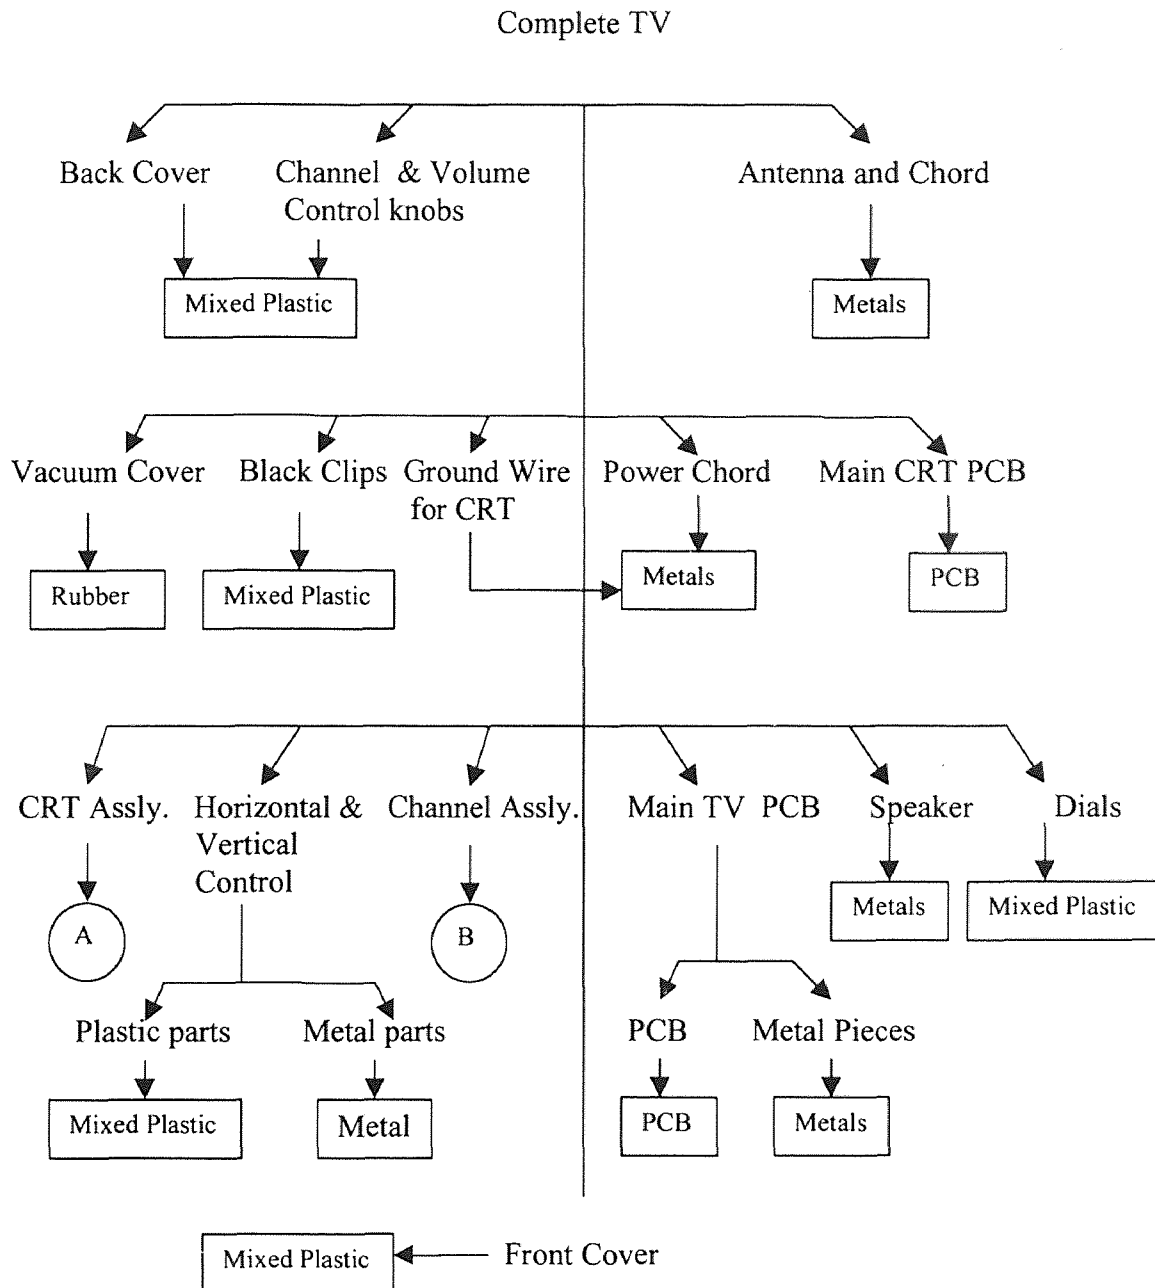 Complete TV
Back Cover
Channel & Volume
Control knobs
Antenna and Chord
Mixed Plastic
Metals
Vacuum Cover
Black Clips
Ground Wire
for CRT
Power Chord
Main CRT PCB
Rubber
Mixed Plastic
Metals
PCB
CRT Assly.
Horizontal &
Vertical
Control
Channel Assly.
Main TV PCB
Speaker
Dials
A
B
Metals
Mixed Plastic
Plastic parts
Metal parts
PCB
Metal Pieces
Mixed Plastic
Metal
PCB
Metals
Mixed Plastic
Front Cover